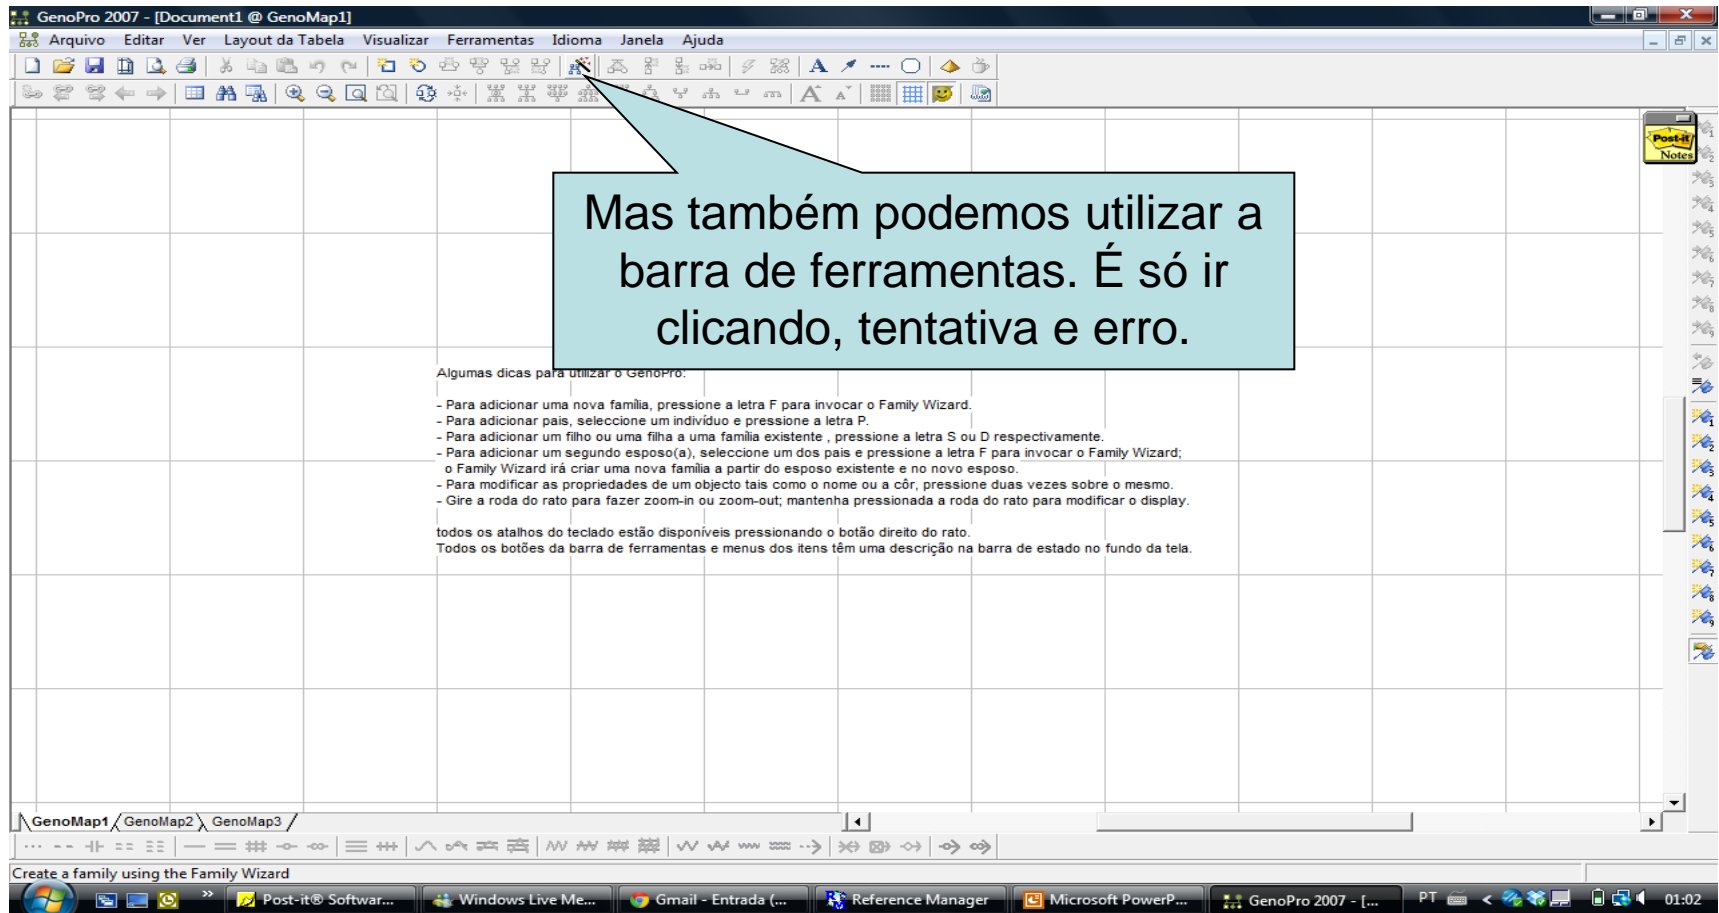 GenoPro 2007 - [Document1 @ GenoMap1]
Arquivo Editar Ver Layout da Tabela Visualizar Ferramentas Idioma Janela Ajuda
Post-it
Notes
Mas também podemos utilizar a
barra de ferramentas. É só ir
clicando, tentativa e erro.
Algumas dicas para utilizar o GenoPro:
- Para adicionar uma nova família, pressione a letra F para invocar o Family Wizard.
- Para adicionar pais, seleccione um indivíduo e pressione a letra P.
- Para adicionar um filho ou uma filha a uma família existente , pressione a letra S ou D respectivamente.
- Para adicionar um segundo esposo(a), seleccione um dos pais e pressione a letra F para invocar o Family Wizard;
o Family Wizard irá criar uma nova família a partir do esposo existente e no novo esposo.
- Para modificar as propriedades de um objecto tais como o nome ou a côr, pressione duas vezes sobre o mesmo.
- Gire a roda do rato para fazer zoom-in ou zoom-out; mantenha pressionada a roda do rato para modificar o display.
todos os atalhos do teclado estão disponíveis pressionando o botão direito do rato.
Todos os botões da barra de ferramentas e menus dos itens têm uma descrição na barra de estado no fundo da tela.
GenoMap1 GenoMap2 GenoMap3
Create a family using the Family Wizard
Post-it® Softwar... Windows Live Me... Gmail - Entrada (... Reference Manager Microsoft PowerP... GenoPro 2007 - [... PT 01:02